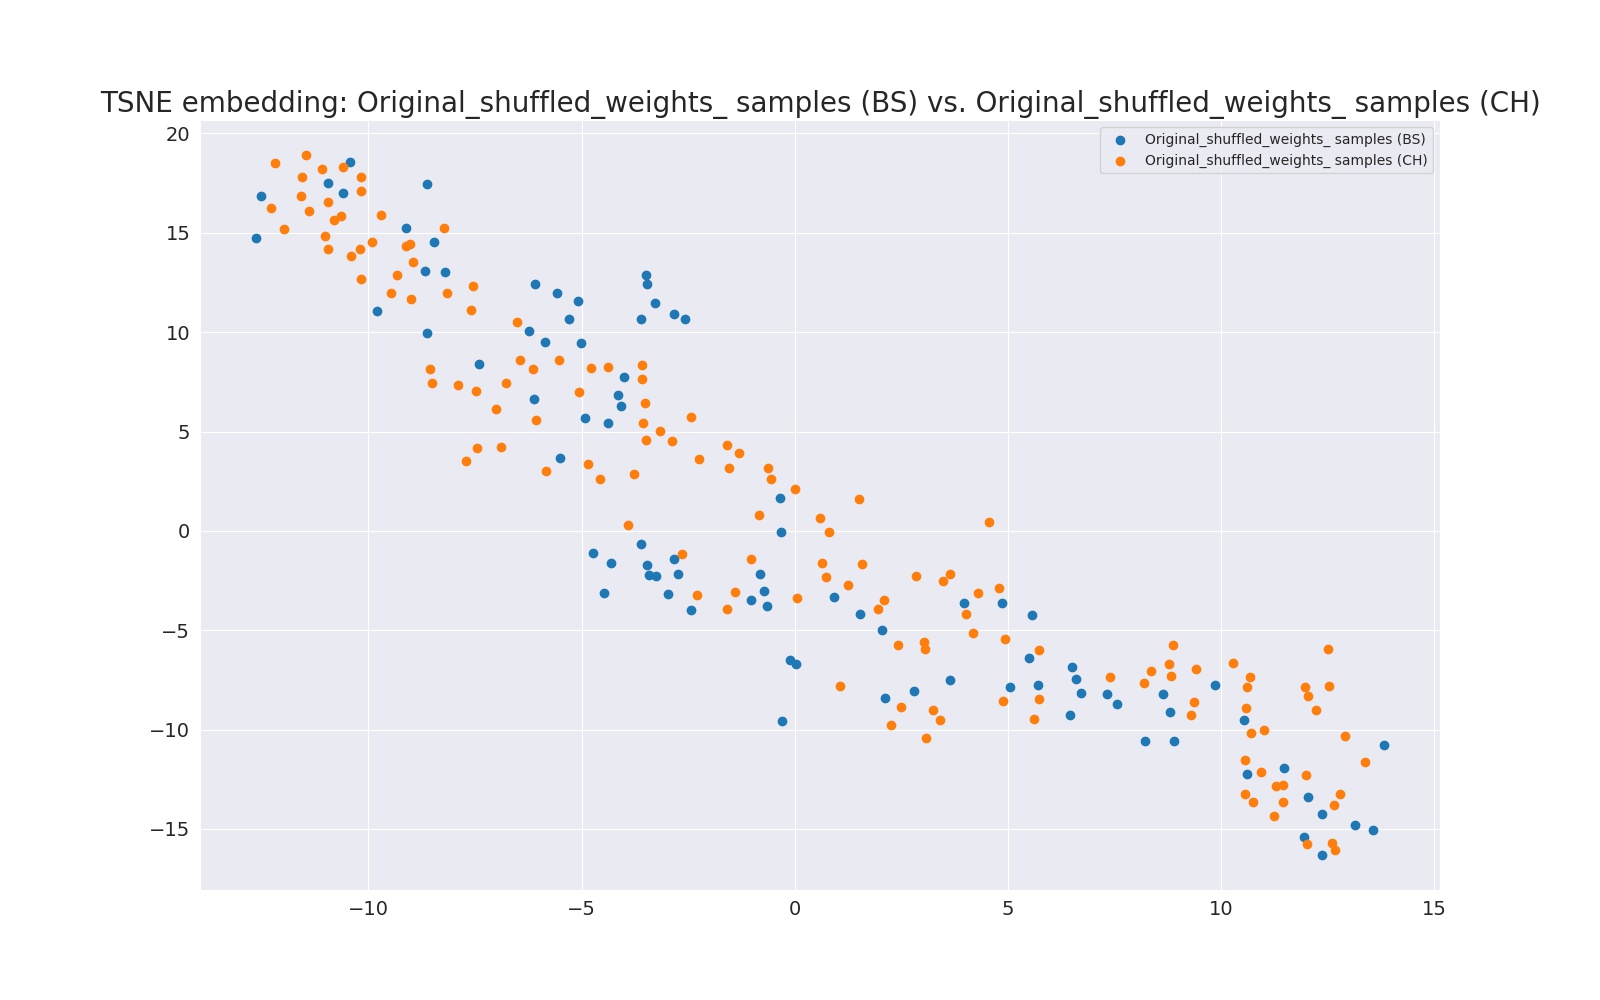 TSNE embedding: Original_shuffled_weights_ samples (BS) vs. Original_shuffled_weights_ samples (CH)
Original_shuffled_weights_ samples (BS)
Original_shuffled_weights_ samples (CH)
20
15
10
5
0
−5
−10
−15
−10 −5 0 5 10 15